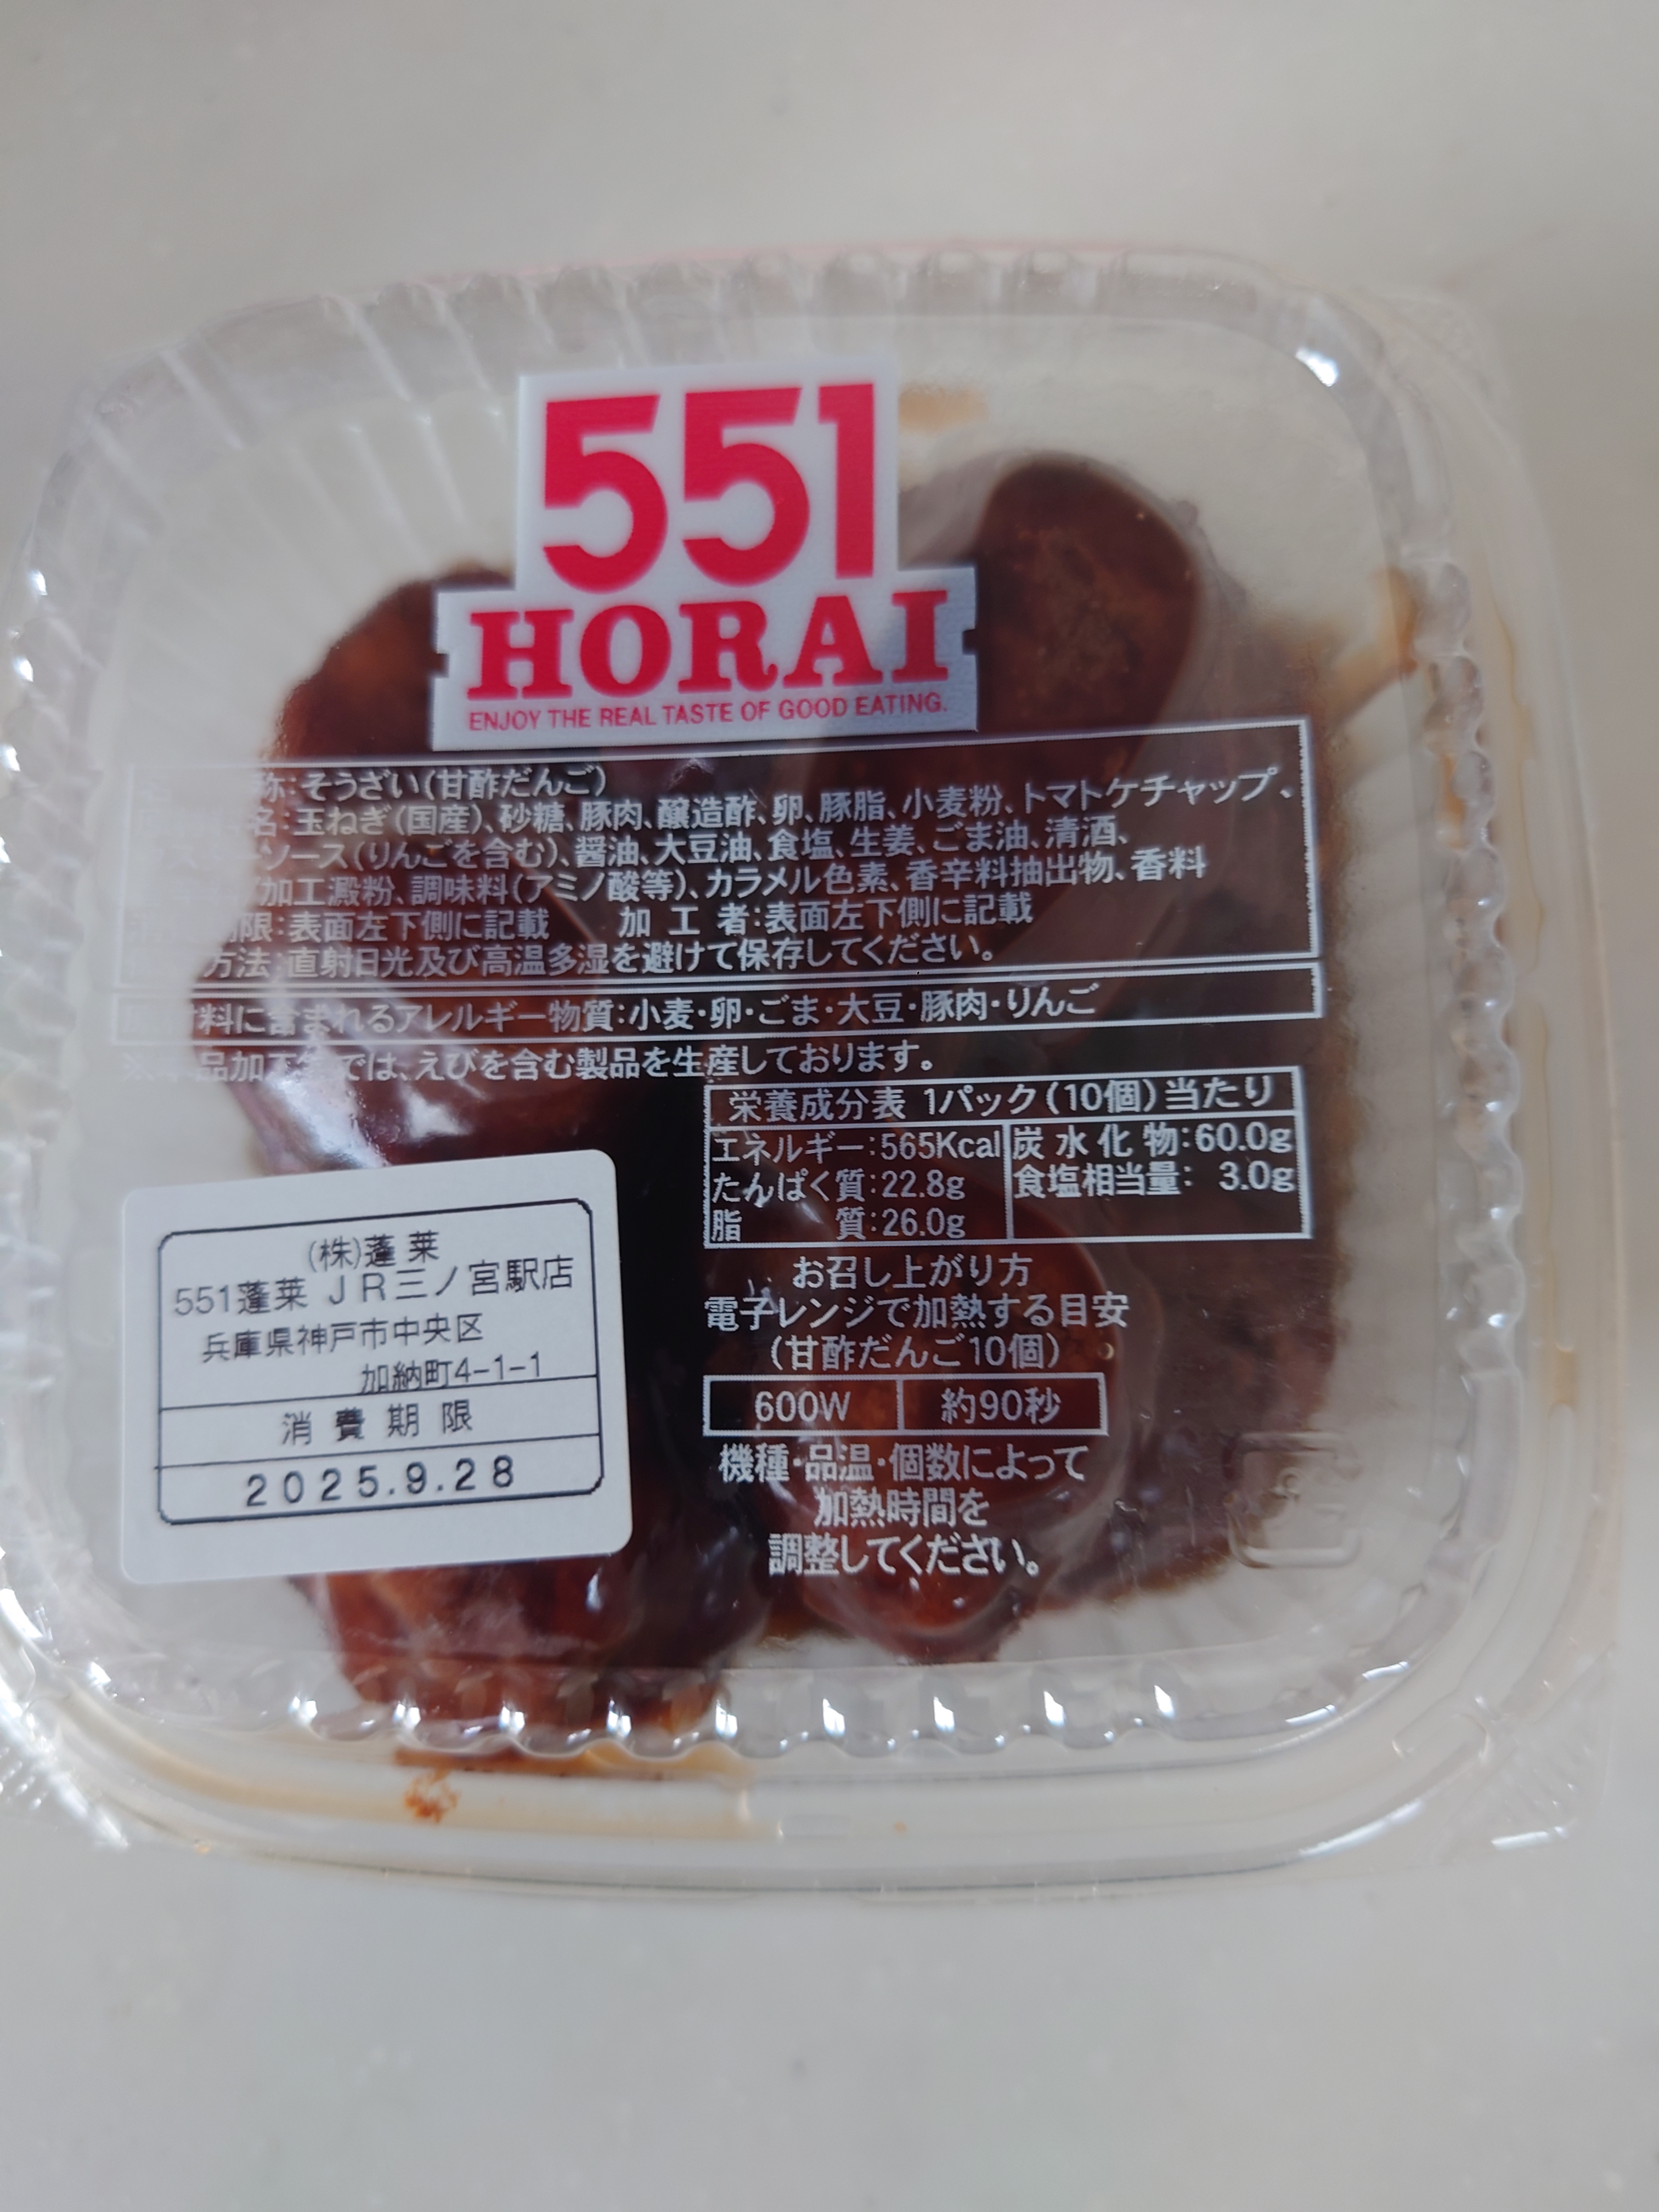 551
HORAI
ENJOY THE REAL TASTE OF GOOD EATING.
称:そうざい(甘酢だんご)
名:玉ねぎ(国産)、砂糖、豚肉、醸造酢、卵、豚脂、小麦粉、トマトケチャップ、
ソース(りんごを含む)、醤油、大豆油、食塩、生姜、ごま油、清酒、
加工澱粉、調味料(アミノ酸等)、カラメル色素、香辛料抽出物、香料
限:表面左下側に記載 加工者:表面左下側に記載
方法:直射日光及び高温多湿を避けて保存してください。
料に含まれるアレルギー物質:小麦・卵・ごま・大豆・豚肉・りんご
では、えびを含む製品を生産しております。
栄養成分表 1パック(10個)当たり
エネルギー:565Kcal 炭水化物:60.0g
たんぱく質:22.8g 食塩相当量: 3.0g
脂質:26.0g
(株)蓬莱
551蓬莱 JR三ノ宮駅店
兵庫県神戸市中央区
加納町4-1-1
消費期限
2025.9.28
お召し上がり方
電子レンジで加熱する目安
(甘酢だんご10個)
600W 約90秒
機種・品温・個数によって
加熱時間を
調整してください。